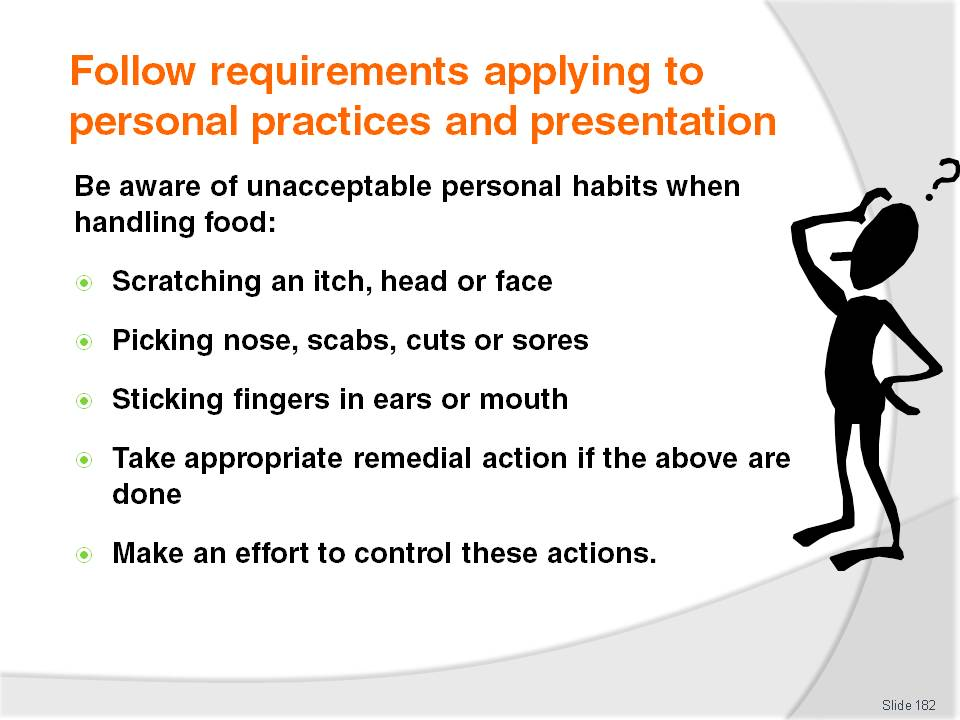 Follow requirements applying to
personal practices and presentation
Be aware of unacceptable personal habits when
handling food:
Scratching an itch, head or face
Picking nose, scabs, cuts or sores
Sticking fingers in ears or mouth
Take appropriate remedial action if the above are
done
Make an effort to control these actions.
?
Slide 182